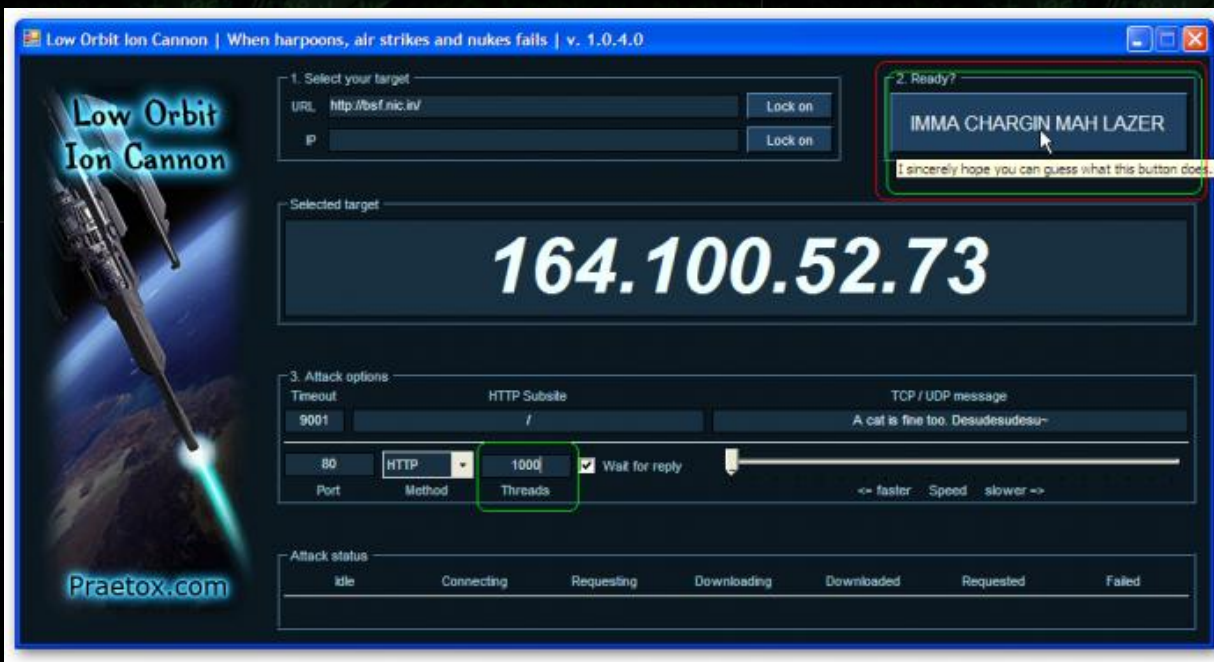 Low Orbit Ion Cannon | When harpoons, air strikes and nukes fails | v. 1.0.4.0
Low Orbit
Ion Cannon
1. Select your target
URL http://bsf.nic.in/ Lock on
IP Lock on
2. Ready?
IMMA CHARGIN MAH LAZER
I sincerely hope you can guess what this button does.
Selected target
164.100.52.73
3. Attack options
Timeout HTTP Subsite TCP / UDP message
9001 / A cat is fine too. Desudesudesu~
80 HTTP 1000 Wait for reply
Port Method Threads <= faster Speed slower =>
Attack status
Idle Connecting Requesting Downloading Downloaded Requested Failed
Praetox.com